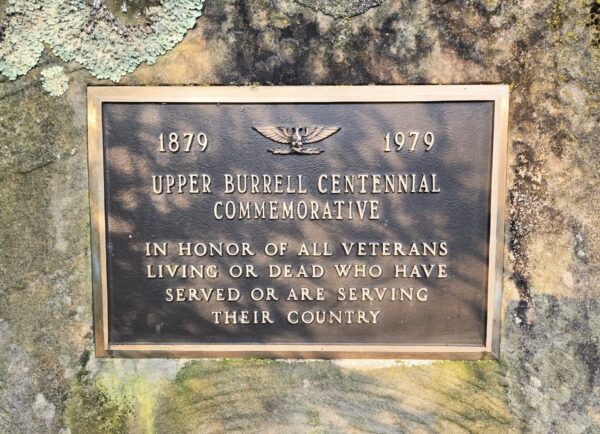 1879 1979
UPPER BURRELL CENTENNIAL
COMMEMORATIVE
IN HONOR OF ALL VETERANS
LIVING OR DEAD WHO HAVE
SERVED OR ARE SERVING
THEIR COUNTRY